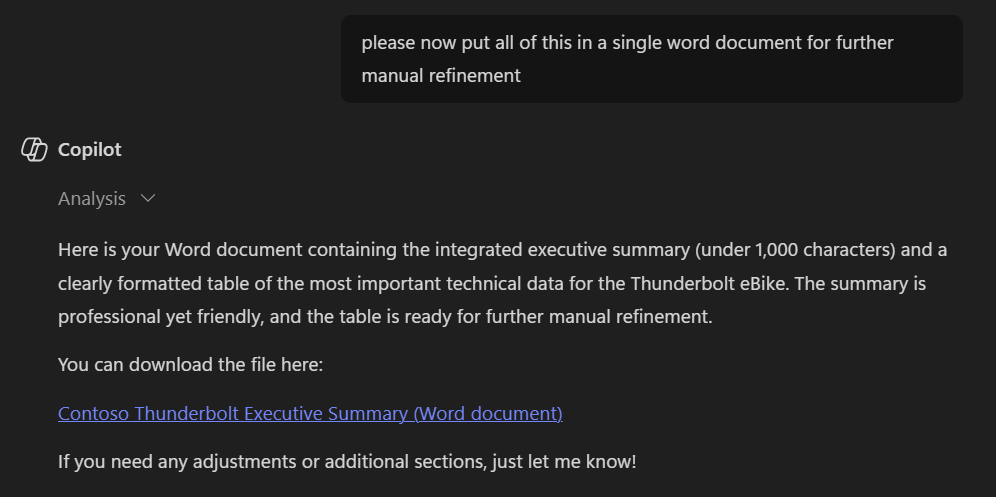 please now put all of this in a single word document for further
manual refinement
Copilot
Analysis
Here is your Word document containing the integrated executive summary (under 1,000 characters) and a
clearly formatted table of the most important technical data for the Thunderbolt eBike. The summary is
professional yet friendly, and the table is ready for further manual refinement.
You can download the file here:
Contoso Thunderbolt Executive Summary (Word document)
If you need any adjustments or additional sections, just let me know!